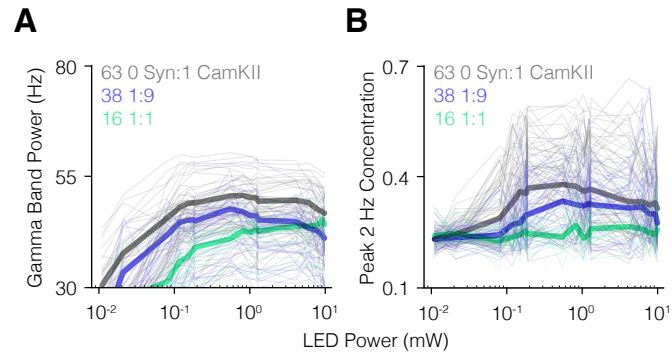 A
80
55
30
Gamma Band Power (Hz)
63 0 Syn:1 CamKII
38 1:9
16 1:1
10-2
10-1
100
101
B
0.7
0.4
0.1
Peak 2 Hz Concentration
63 0 Syn:1 CamKII
38 1:9
16 1:1
10-2
10-1
100
101
LED Power (mW)